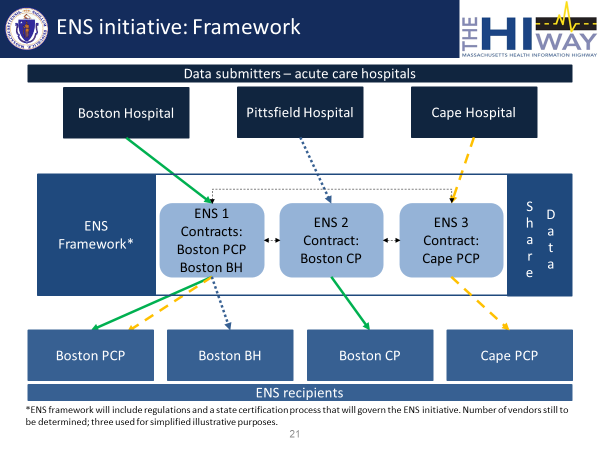 ENS initiative: Framework
THE
HIWAY
MASSACHUSETTS HEALTH INFORMATION HIGHWAY
Data submitters – acute care hospitals
Boston Hospital
Pittsfield Hospital
Cape Hospital
ENS
Framework*
ENS 1
Contracts:
Boston PCP
Boston BH
ENS 2
Contract:
Boston CP
ENS 3
Contract:
Cape PCP
Share
Data
Boston PCP
Boston BH
Boston CP
Cape PCP
ENS recipients
*ENS framework will include regulations and a state certification process that will govern the ENS initiative. Number of vendors still to
be determined; three used for simplified illustrative purposes.
21